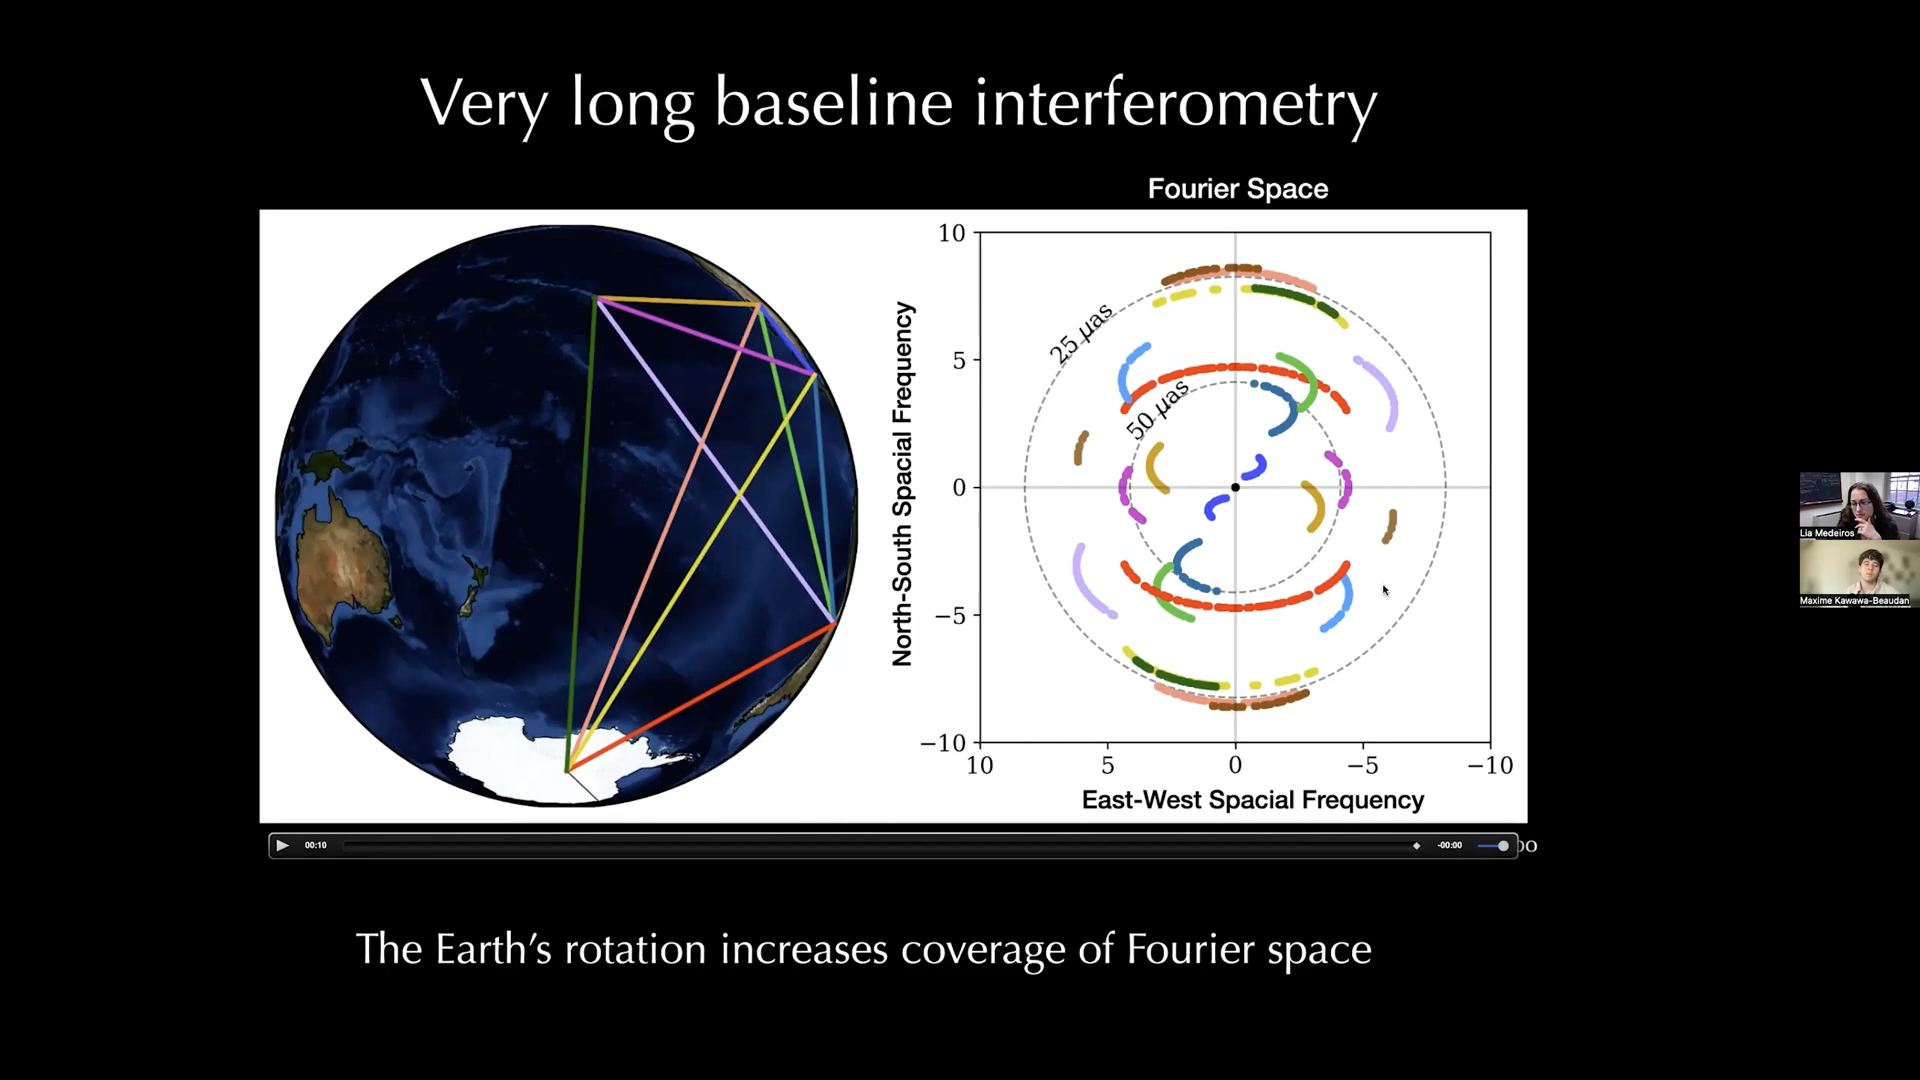 Very long baseline interferometry
Fourier Space
North-South Spacial Frequency
10
5
0
−5
−10
25 µas
50 µas
10
5
0
−5
−10
East-West Spacial Frequency
00:10
-00:00
Lia Medeiros
Maxime Kawawa-Beaudan
The Earth's rotation increases coverage of Fourier space